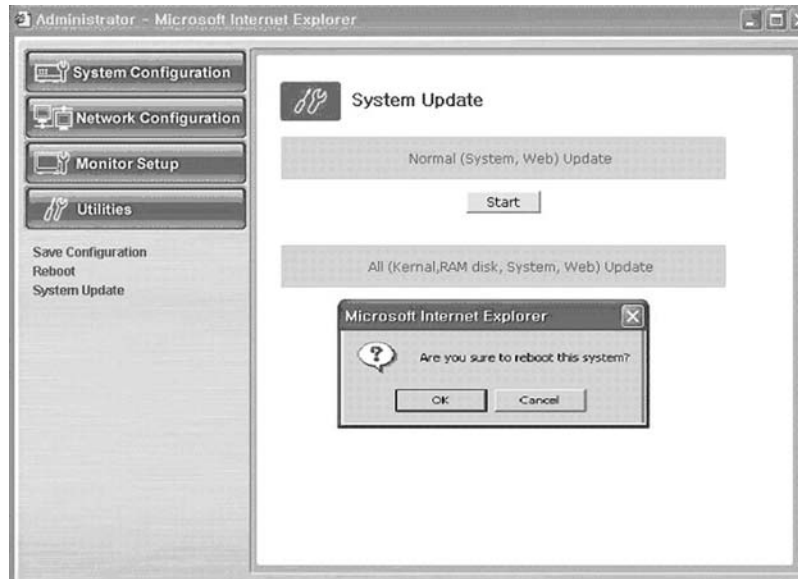 Administrator - Microsoft Internet Explorer
System Configuration
Network Configuration
Monitor Setup
Utilities
Save Configuration
Reboot
System Update
System Update
Normal (System, Web) Update
Start
All (Kernal,RAM disk, System, Web) Update
Microsoft Internet Explorer
Are you sure to reboot this system?
OK
Cancel